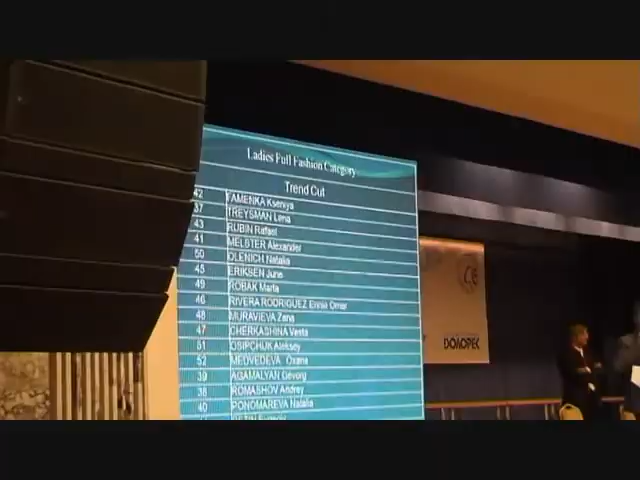 Ladies Full Fashion Category
Trend Cut
42 TAMENKA Kseniya
37 TREYSMAN Lena
43 RUBIN Rafael
41 MELSTER Alexander
50 OLENICH Natalia
45 ERIKSEN June
49 ROBAK Marta
46 RIVERA RODRIGUEZ Omar
48 MURAVIEVA Zana
47 CHERKASHINA Vesta
51 OSIPCHUK Aleksey
52 MEDVEDEVA Oxana
39 AGAMALYAN Gevorg
38 ROMASHOV Andrey
40 PONOMAREVA Natalia
ДОЛОРЕС